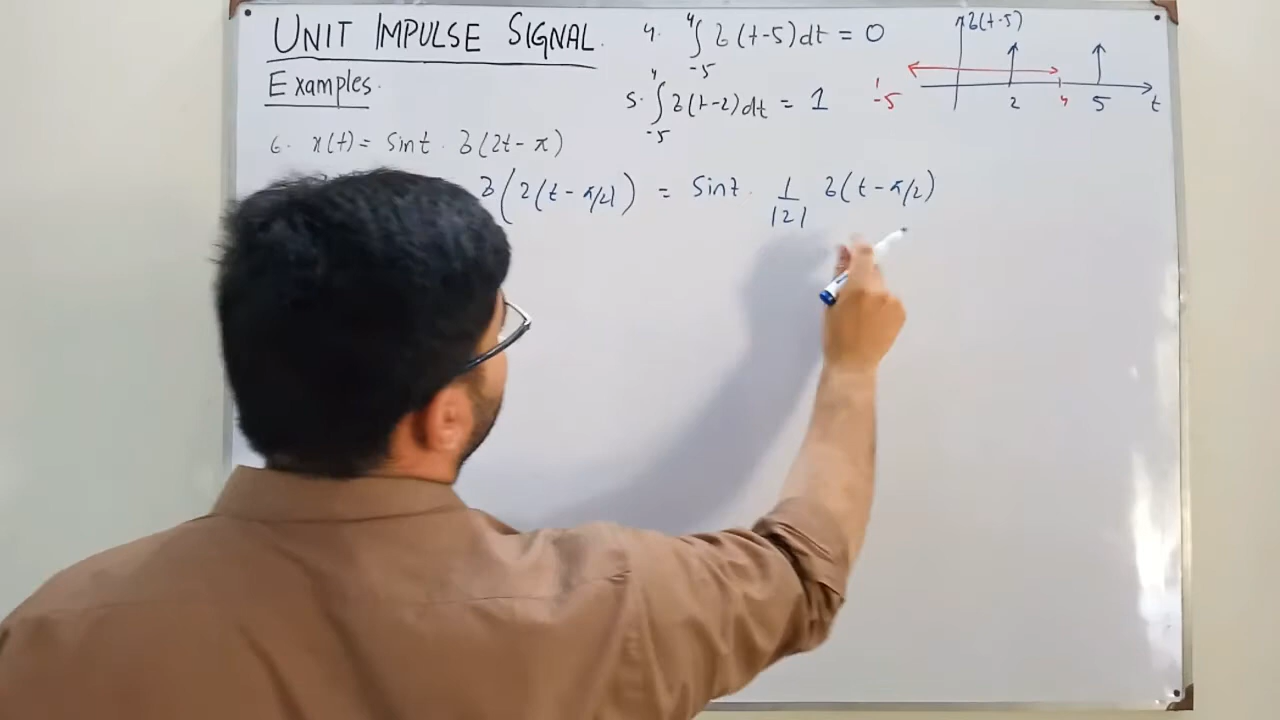 UNIT IMPULSE SIGNAL.
Examples.
4. ∫₋₅⁴ δ(t-5)dt = 0
5. ∫₋₅⁴ δ(t-2)dt = 1
δ(t-5)
-5 2 4 5 t
6. x(t) = Sint . δ(2t-π)
δ(2(t-π/2)) = Sint . 1/|2| δ(t-π/2)